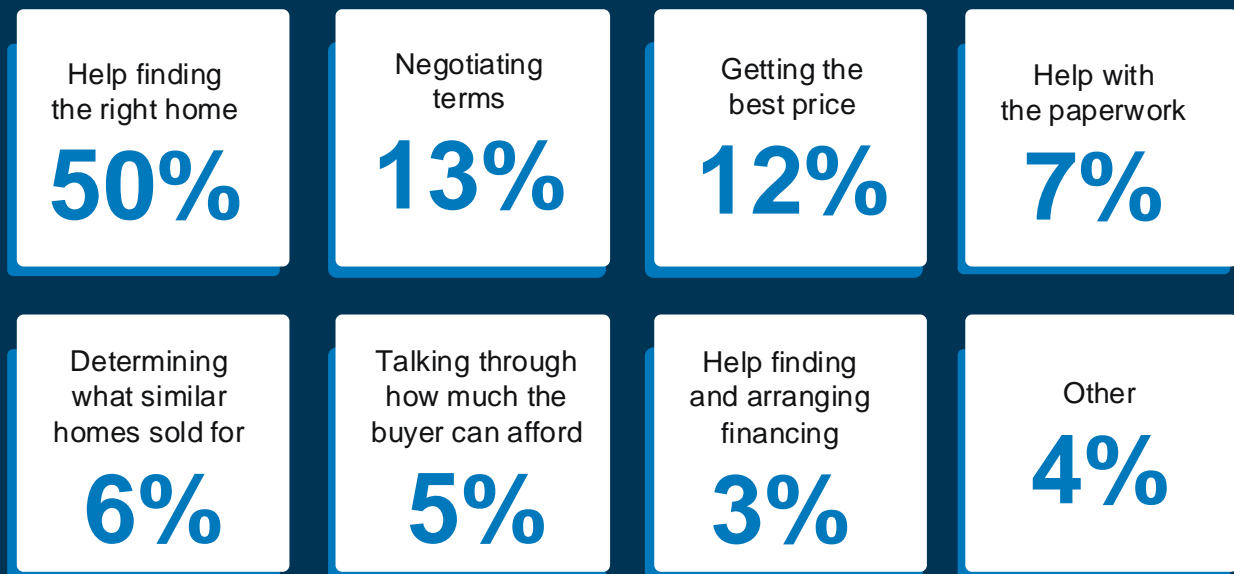 Help finding
the right home
50%
Negotiating
terms
13%
Getting the
best price
12%
Help with
the paperwork
7%
Determining
what similar
homes sold for
6%
Talking through
how much the
buyer can afford
5%
Help finding
and arranging
financing
3%
Other
4%